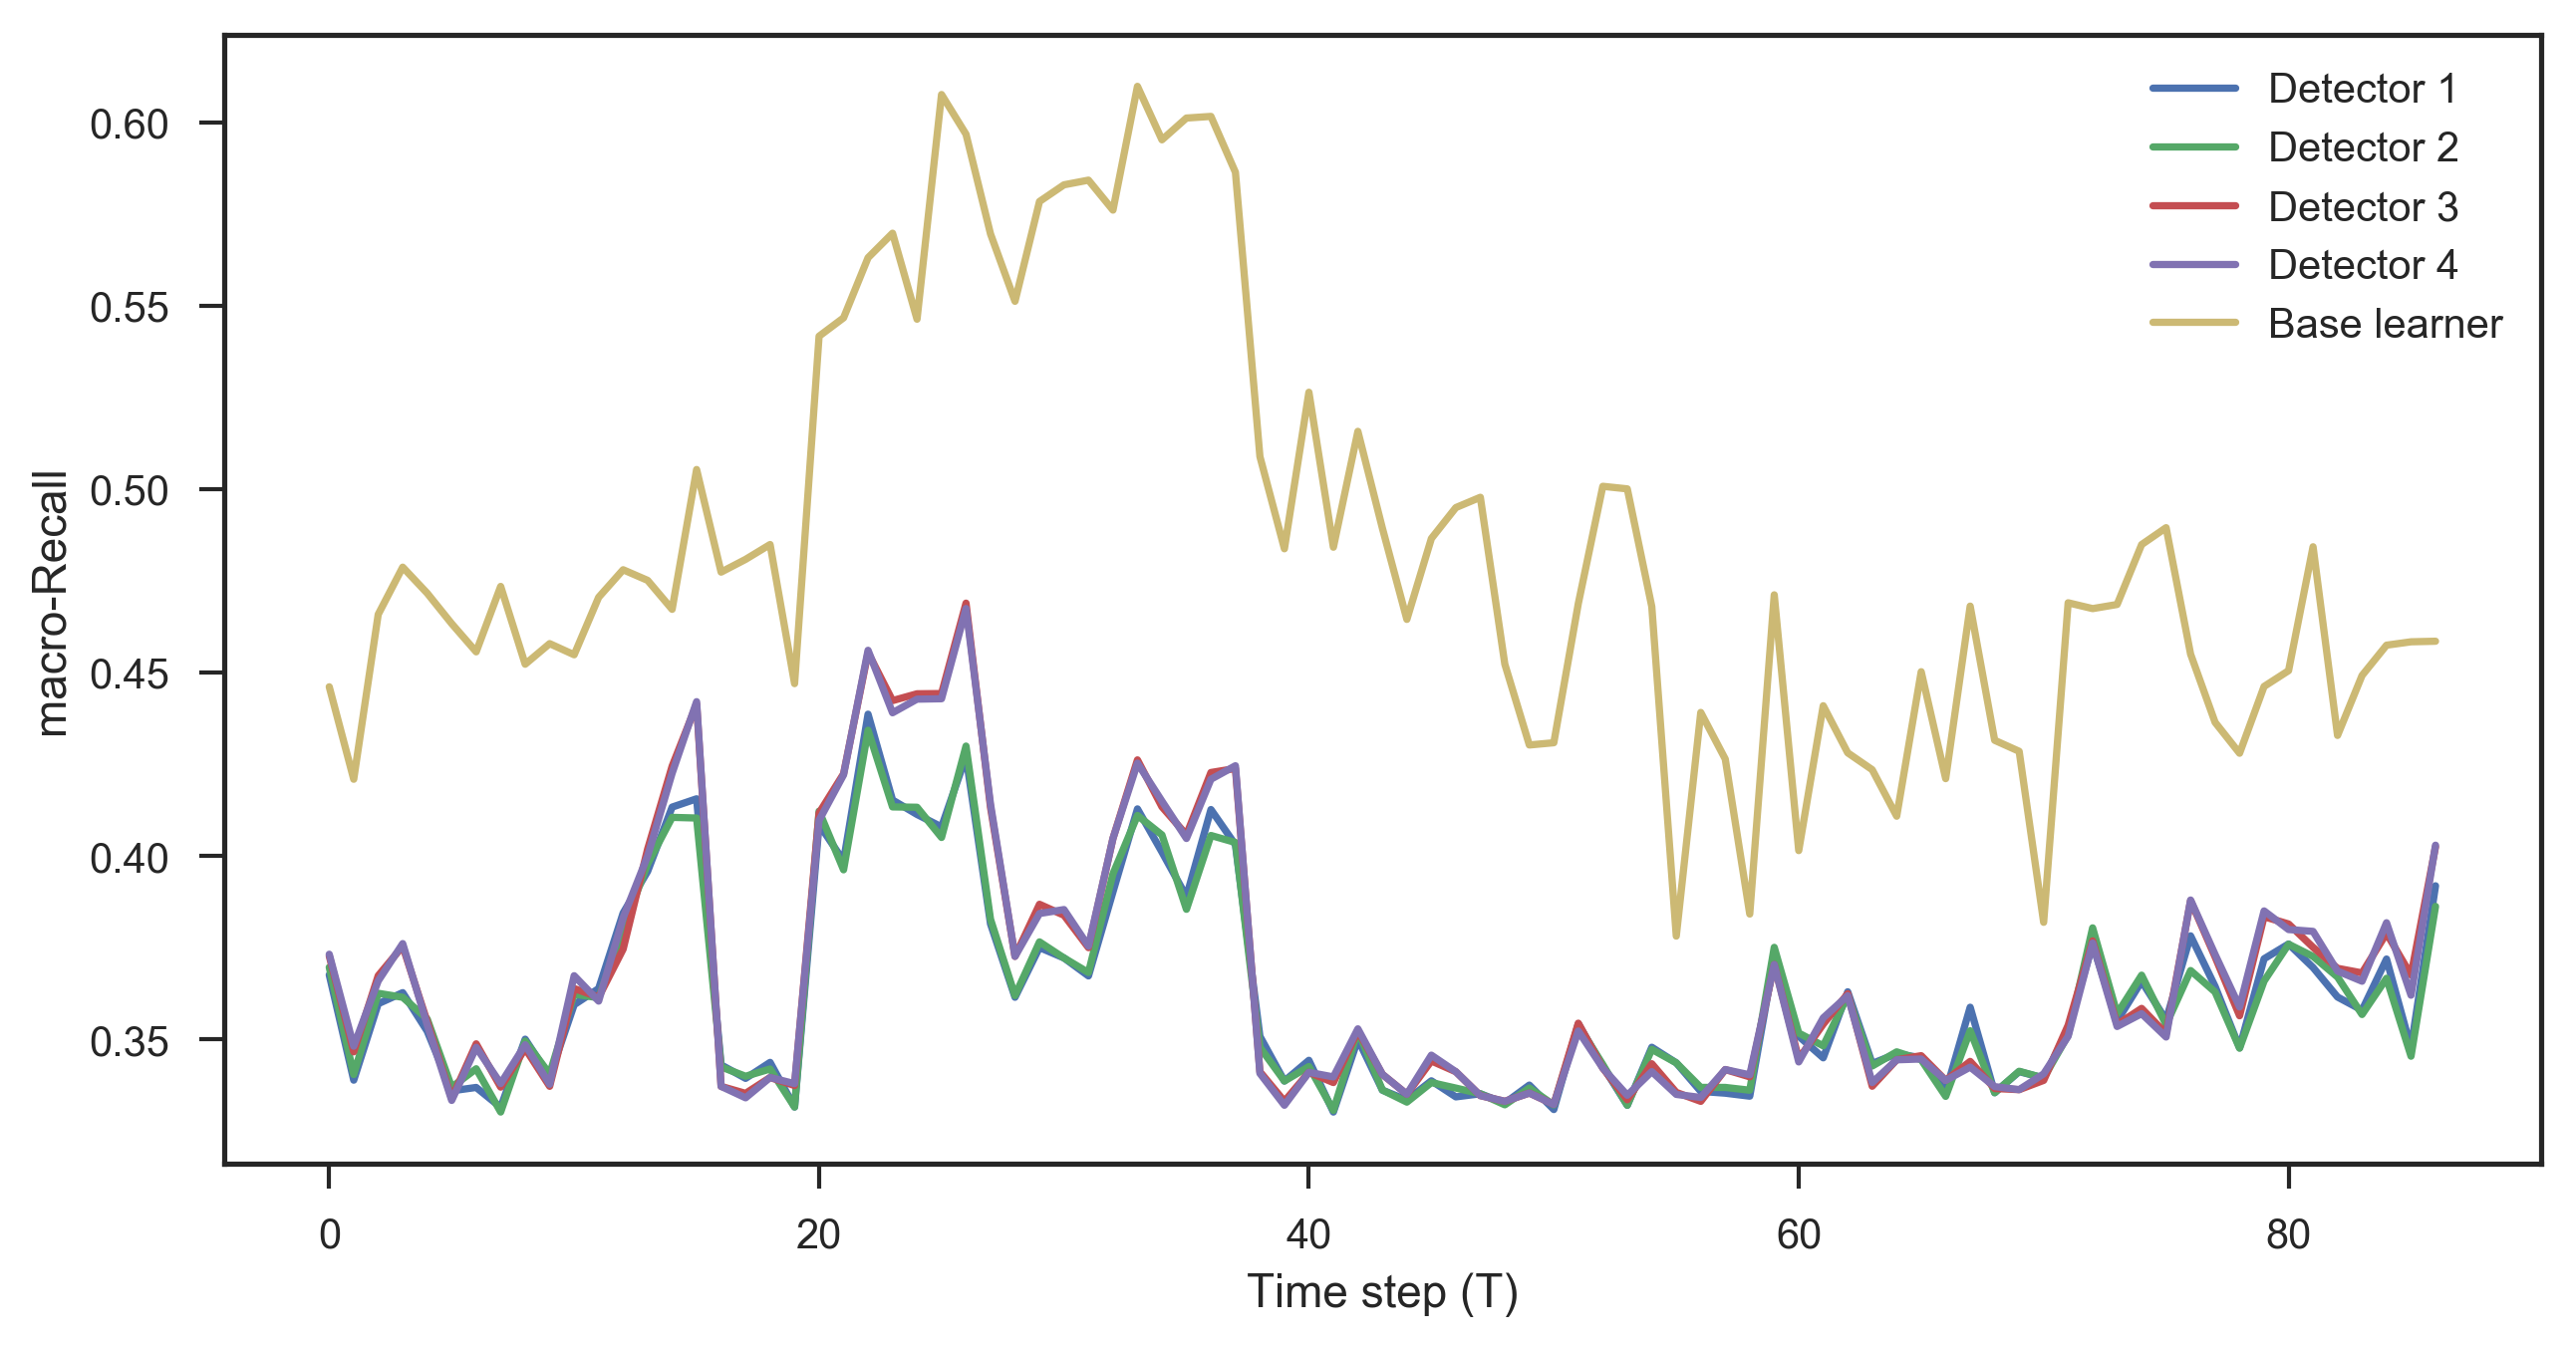 Detector 1
Detector 2
Detector 3
Detector 4
Base learner
macro-Recall
0.60
0.55
0.50
0.45
0.40
0.35
0
20
40
60
80
Time step (T)